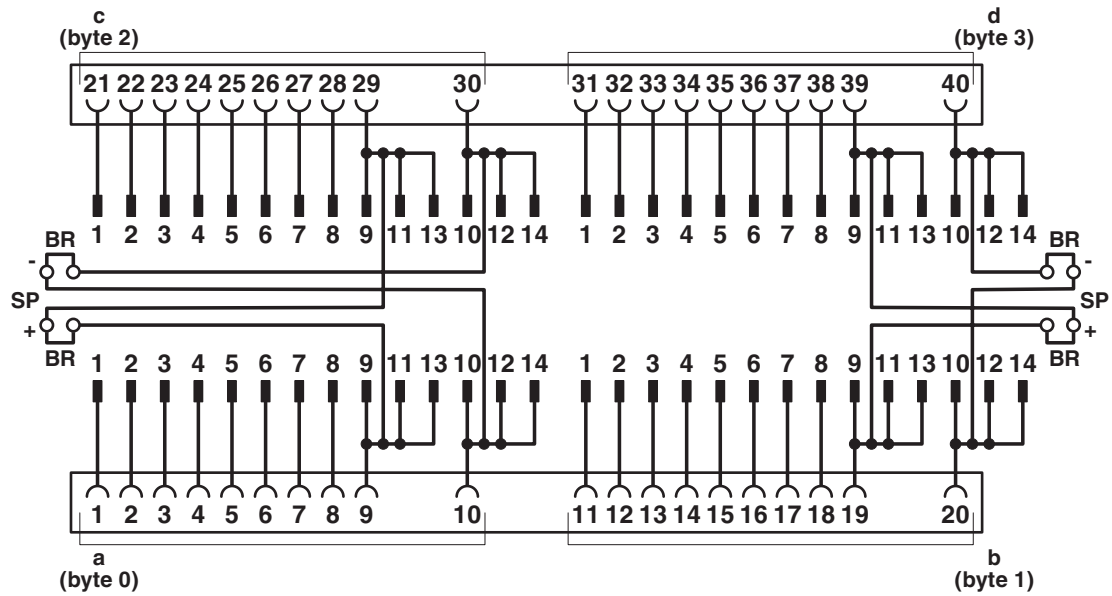 c d
(byte 2) (byte 3)
21 22 23 24 25 26 27 28 29 30 31 32 33 34 35 36 37 38 39 40
1 2 3 4 5 6 7 8 9 11 13 10 12 14 1 2 3 4 5 6 7 8 9 11 13 10 12 14
BR BR
- -
SP SP
+ +
BR BR
1 2 3 4 5 6 7 8 9 11 13 10 12 14 1 2 3 4 5 6 7 8 9 11 13 10 12 14
1 2 3 4 5 6 7 8 9 10 11 12 13 14 15 16 17 18 19 20
a b
(byte 0) (byte 1)